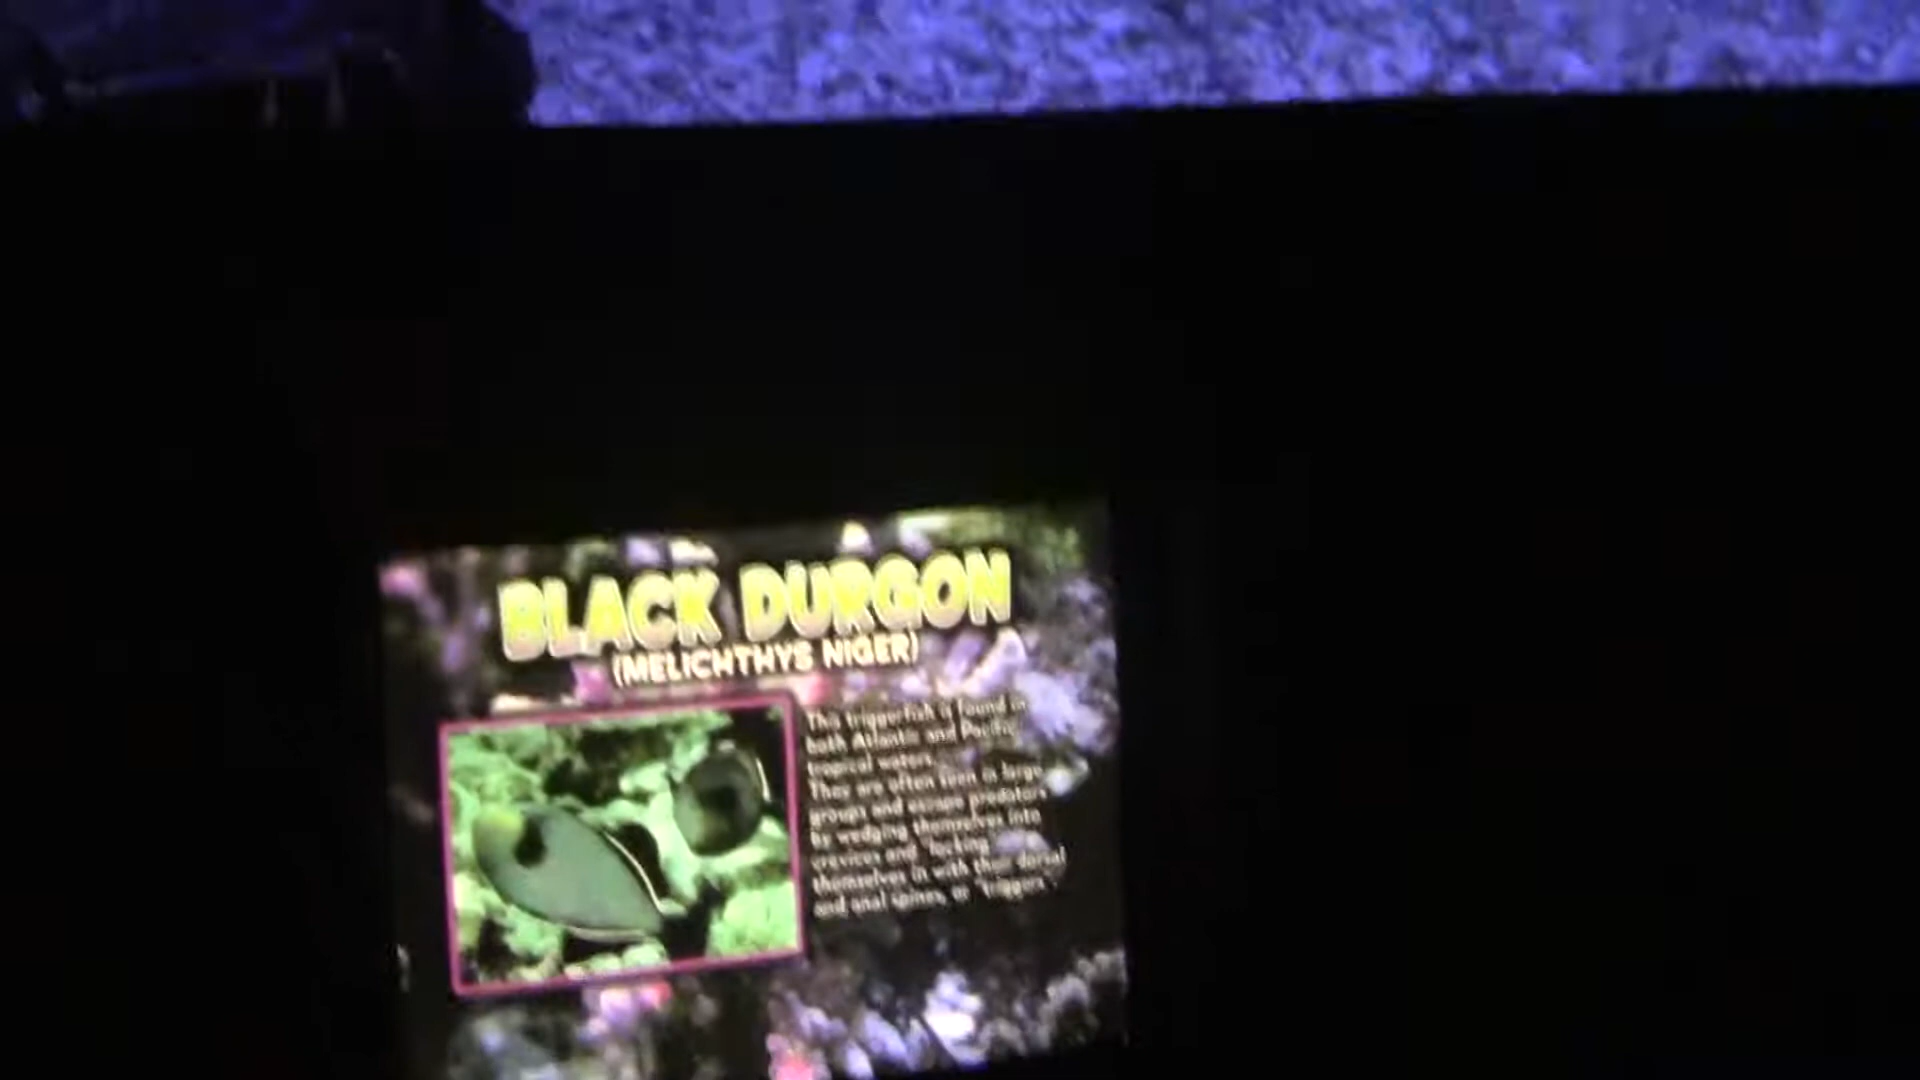 BLACK DURGON
(MELICHTHYS NIGER)
This triggerfish is found in
both Atlantic and Pacific
tropical waters.
They are often seen in large
groups and escape predators
by wedging themselves into
crevices and "locking"
themselves in with their dorsal
and anal spines, or "triggers".